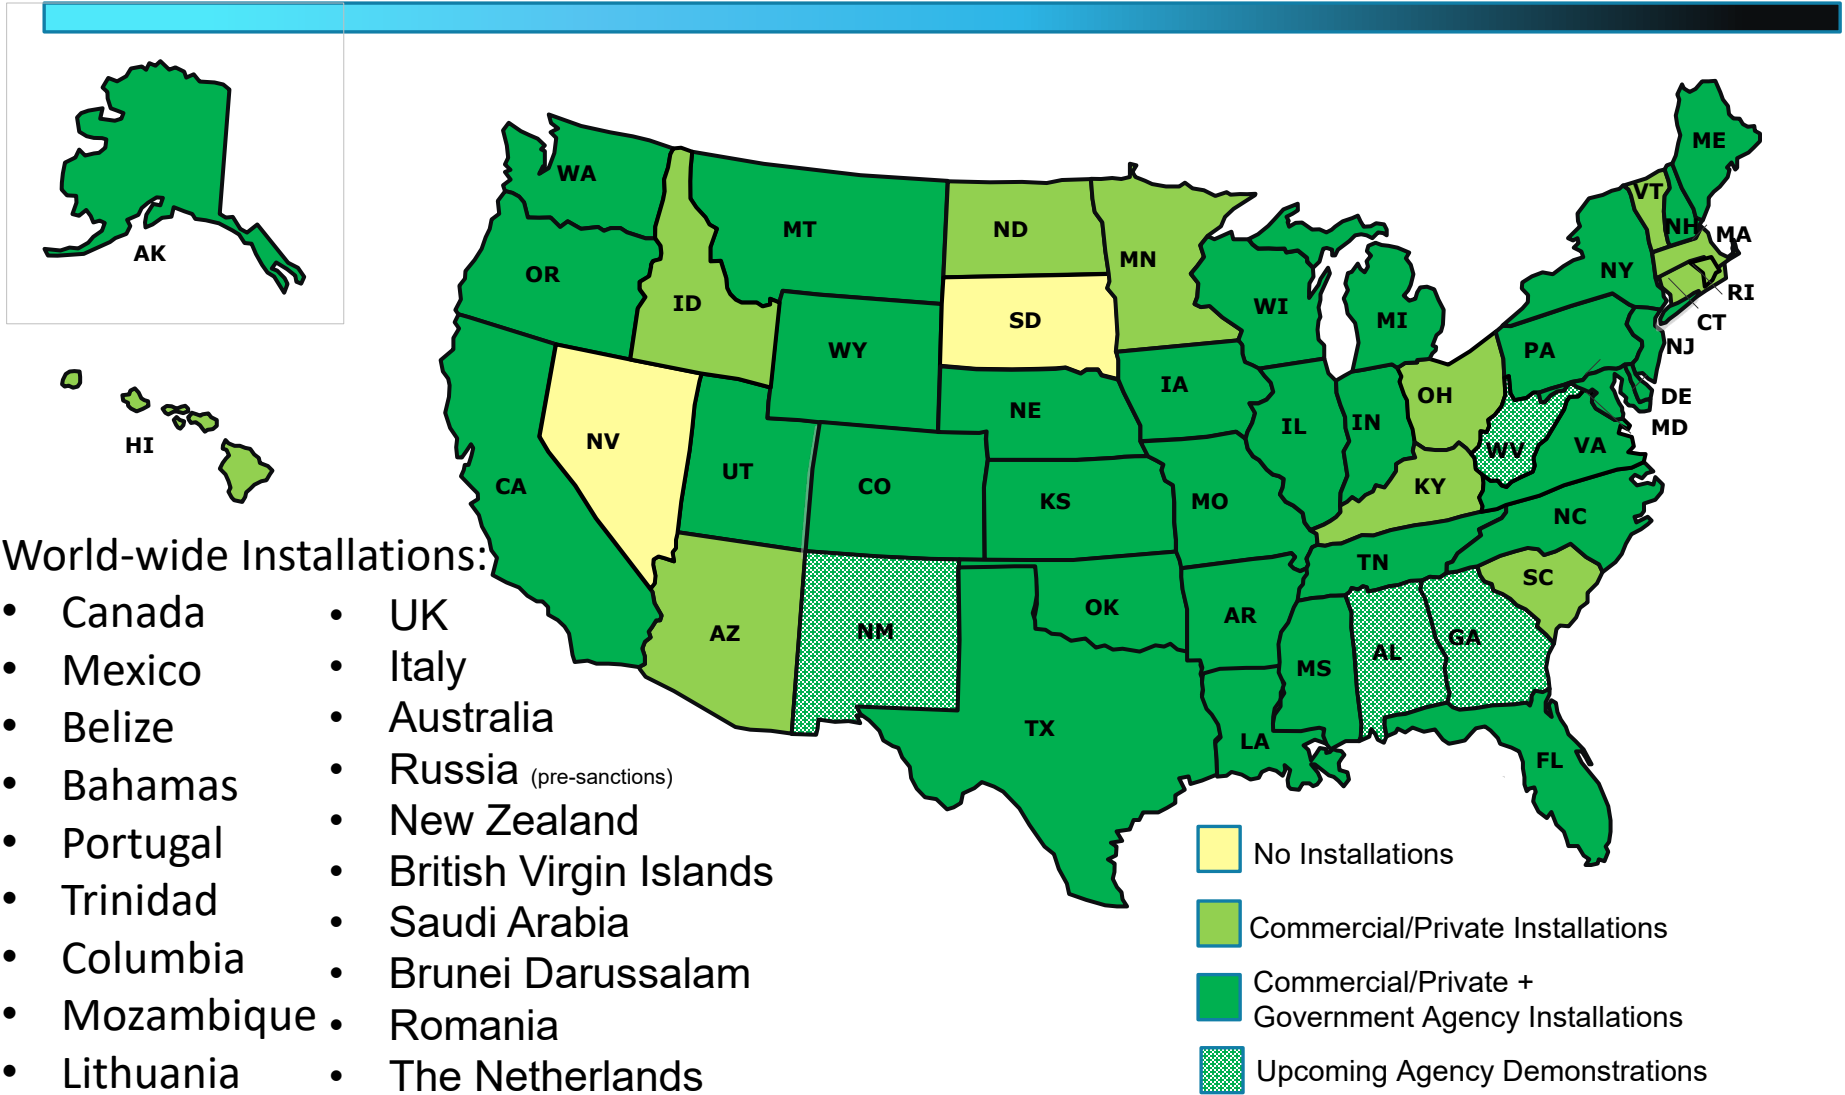 AK
HI
WA
OR
CA
ID
NV
MT
WY
UT
AZ
CO
NM
ND
SD
NE
KS
OK
TX
MN
IA
MO
AR
LA
WI
IL
MI
IN
OH
KY
TN
MS
AL
GA
FL
SC
NC
VA
WV
PA
NY
VT
NH
ME
MA
RI
CT
NJ
DE
MD
World-wide Installations:
• Canada
• Mexico
• Belize
• Bahamas
• Portugal
• Trinidad
• Columbia
• Mozambique
• Lithuania
• UK
• Italy
• Australia
• Russia (pre-sanctions)
• New Zealand
• British Virgin Islands
• Saudi Arabia
• Brunei Darussalam
• Romania
• The Netherlands
No Installations
Commercial/Private Installations
Commercial/Private +
Government Agency Installations
Upcoming Agency Demonstrations